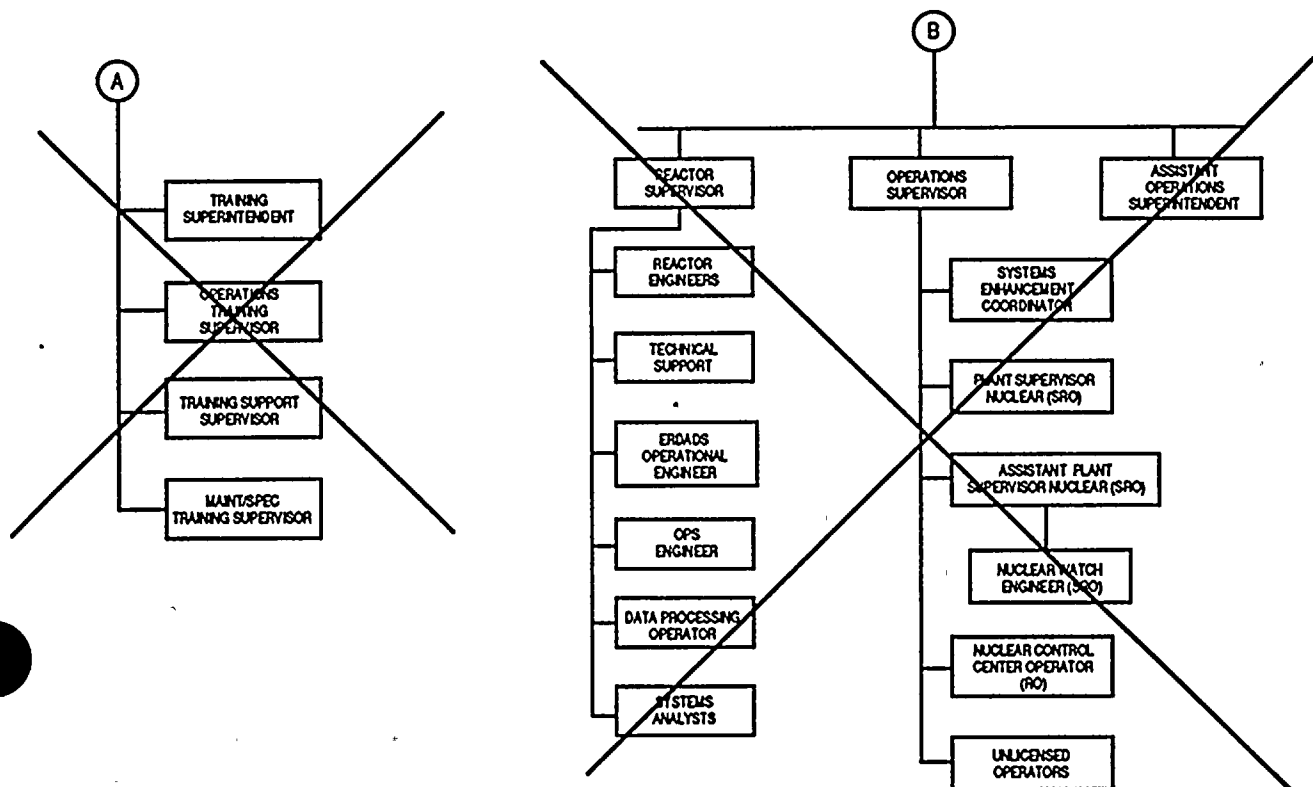 A
TRAINING
SUPERINTENDENT
OPERATIONS
TRAINING
SUPERVISOR
TRAINING SUPPORT
SUPERVISOR
MAINT/SPEC
TRAINING SUPERVISOR
B
REACTOR
SUPERVISOR
REACTOR
ENGINEERS
TECHNICAL
SUPPORT
ERDADS
OPERATIONAL
ENGINEER
OPS
ENGINEER
DATA PROCESSING
OPERATOR
SYSTEMS
ANALYSTS
OPERATIONS
SUPERVISOR
SYSTEMS
ENHANCEMENT
COORDINATOR
PLANT SUPERVISOR
NUCLEAR (SRO)
ASSISTANT PLANT
SUPERVISOR NUCLEAR (SRO)
NUCLEAR WATCH
ENGINEER (SRO)
NUCLEAR CONTROL
CENTER OPERATOR
(RO)
UNLICENSED
OPERATORS
ASSISTANT
OPERATIONS
SUPERINTENDENT